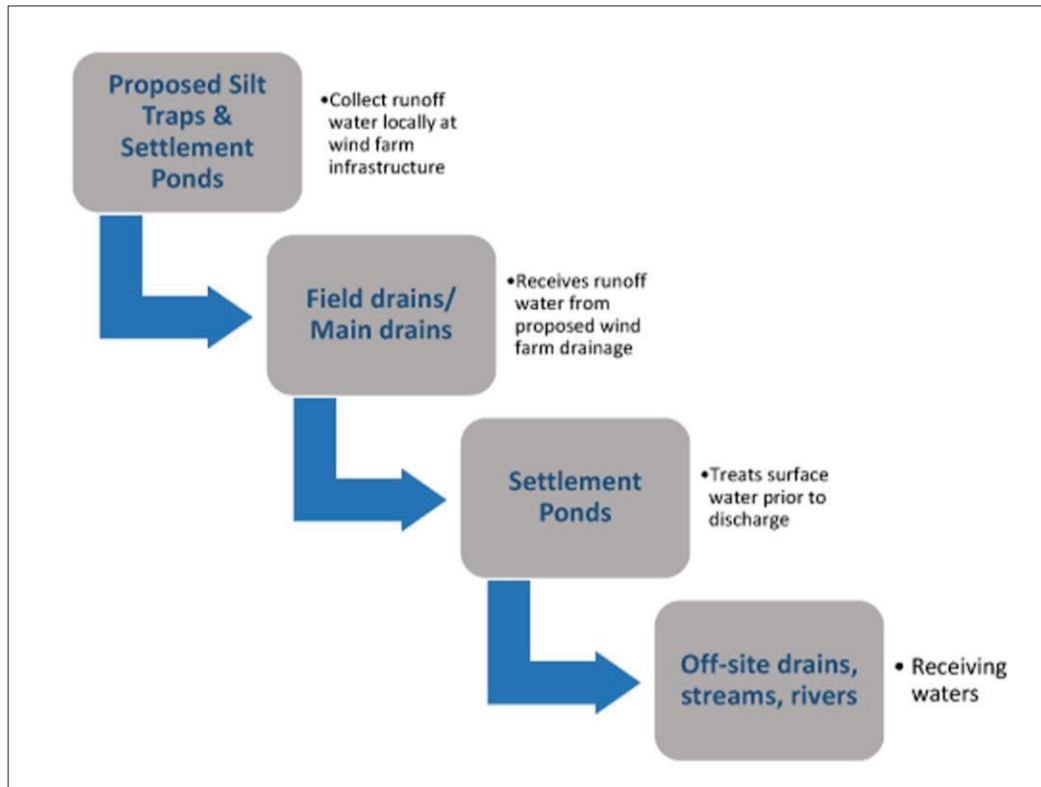 Proposed Silt
Traps &
Settlement
Ponds
•Collect runoff
water locally at
wind farm
infrastructure
Field drains/
Main drains
•Receives runoff
water from
proposed wind
farm drainage
Settlement
Ponds
•Treats surface
water prior to
discharge
Off-site drains,
streams, rivers
• Receiving
waters